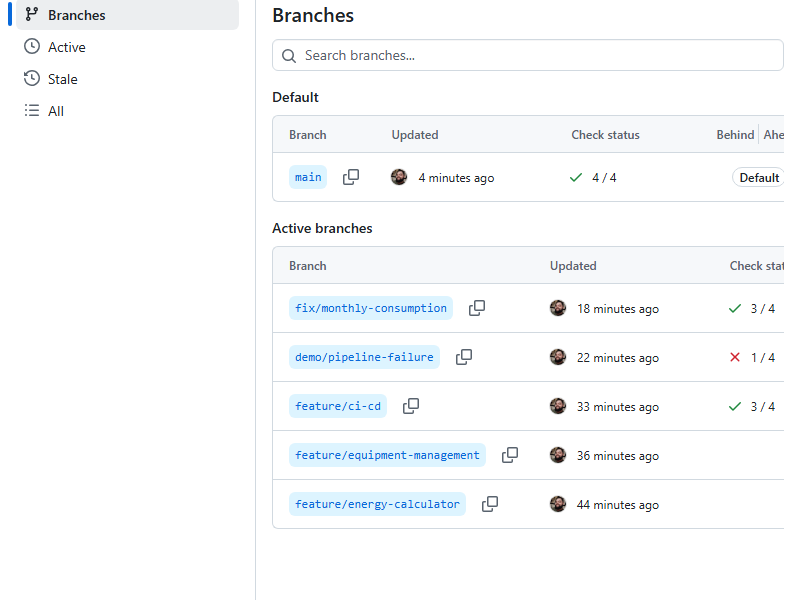 Branches
Active
Stale
All
Branches
Search branches...
Default
Branch Updated Check status Behind Ahe
main 4 minutes ago 4 / 4 Default
Active branches
Branch Updated Check stat
fix/monthly-consumption 18 minutes ago 3 / 4
demo/pipeline-failure 22 minutes ago 1 / 4
feature/ci-cd 33 minutes ago 3 / 4
feature/equipment-management 36 minutes ago
feature/energy-calculator 44 minutes ago